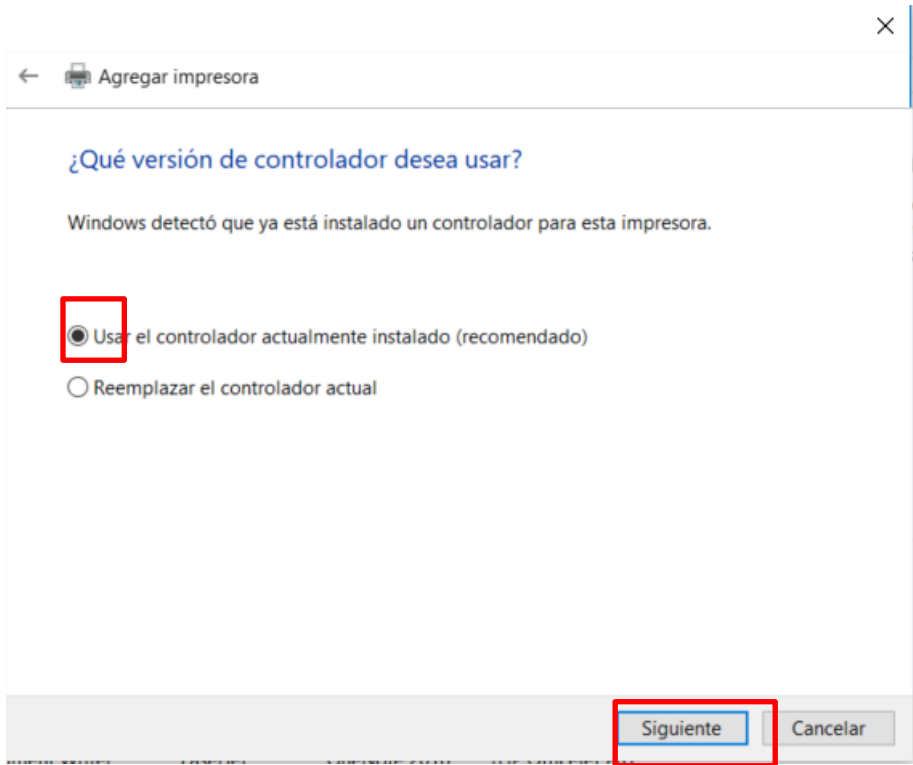 Agregar impresora
¿Qué versión de controlador desea usar?
Windows detectó que ya está instalado un controlador para esta impresora.
Usar el controlador actualmente instalado (recomendado)
Reemplazar el controlador actual
Siguiente Cancelar